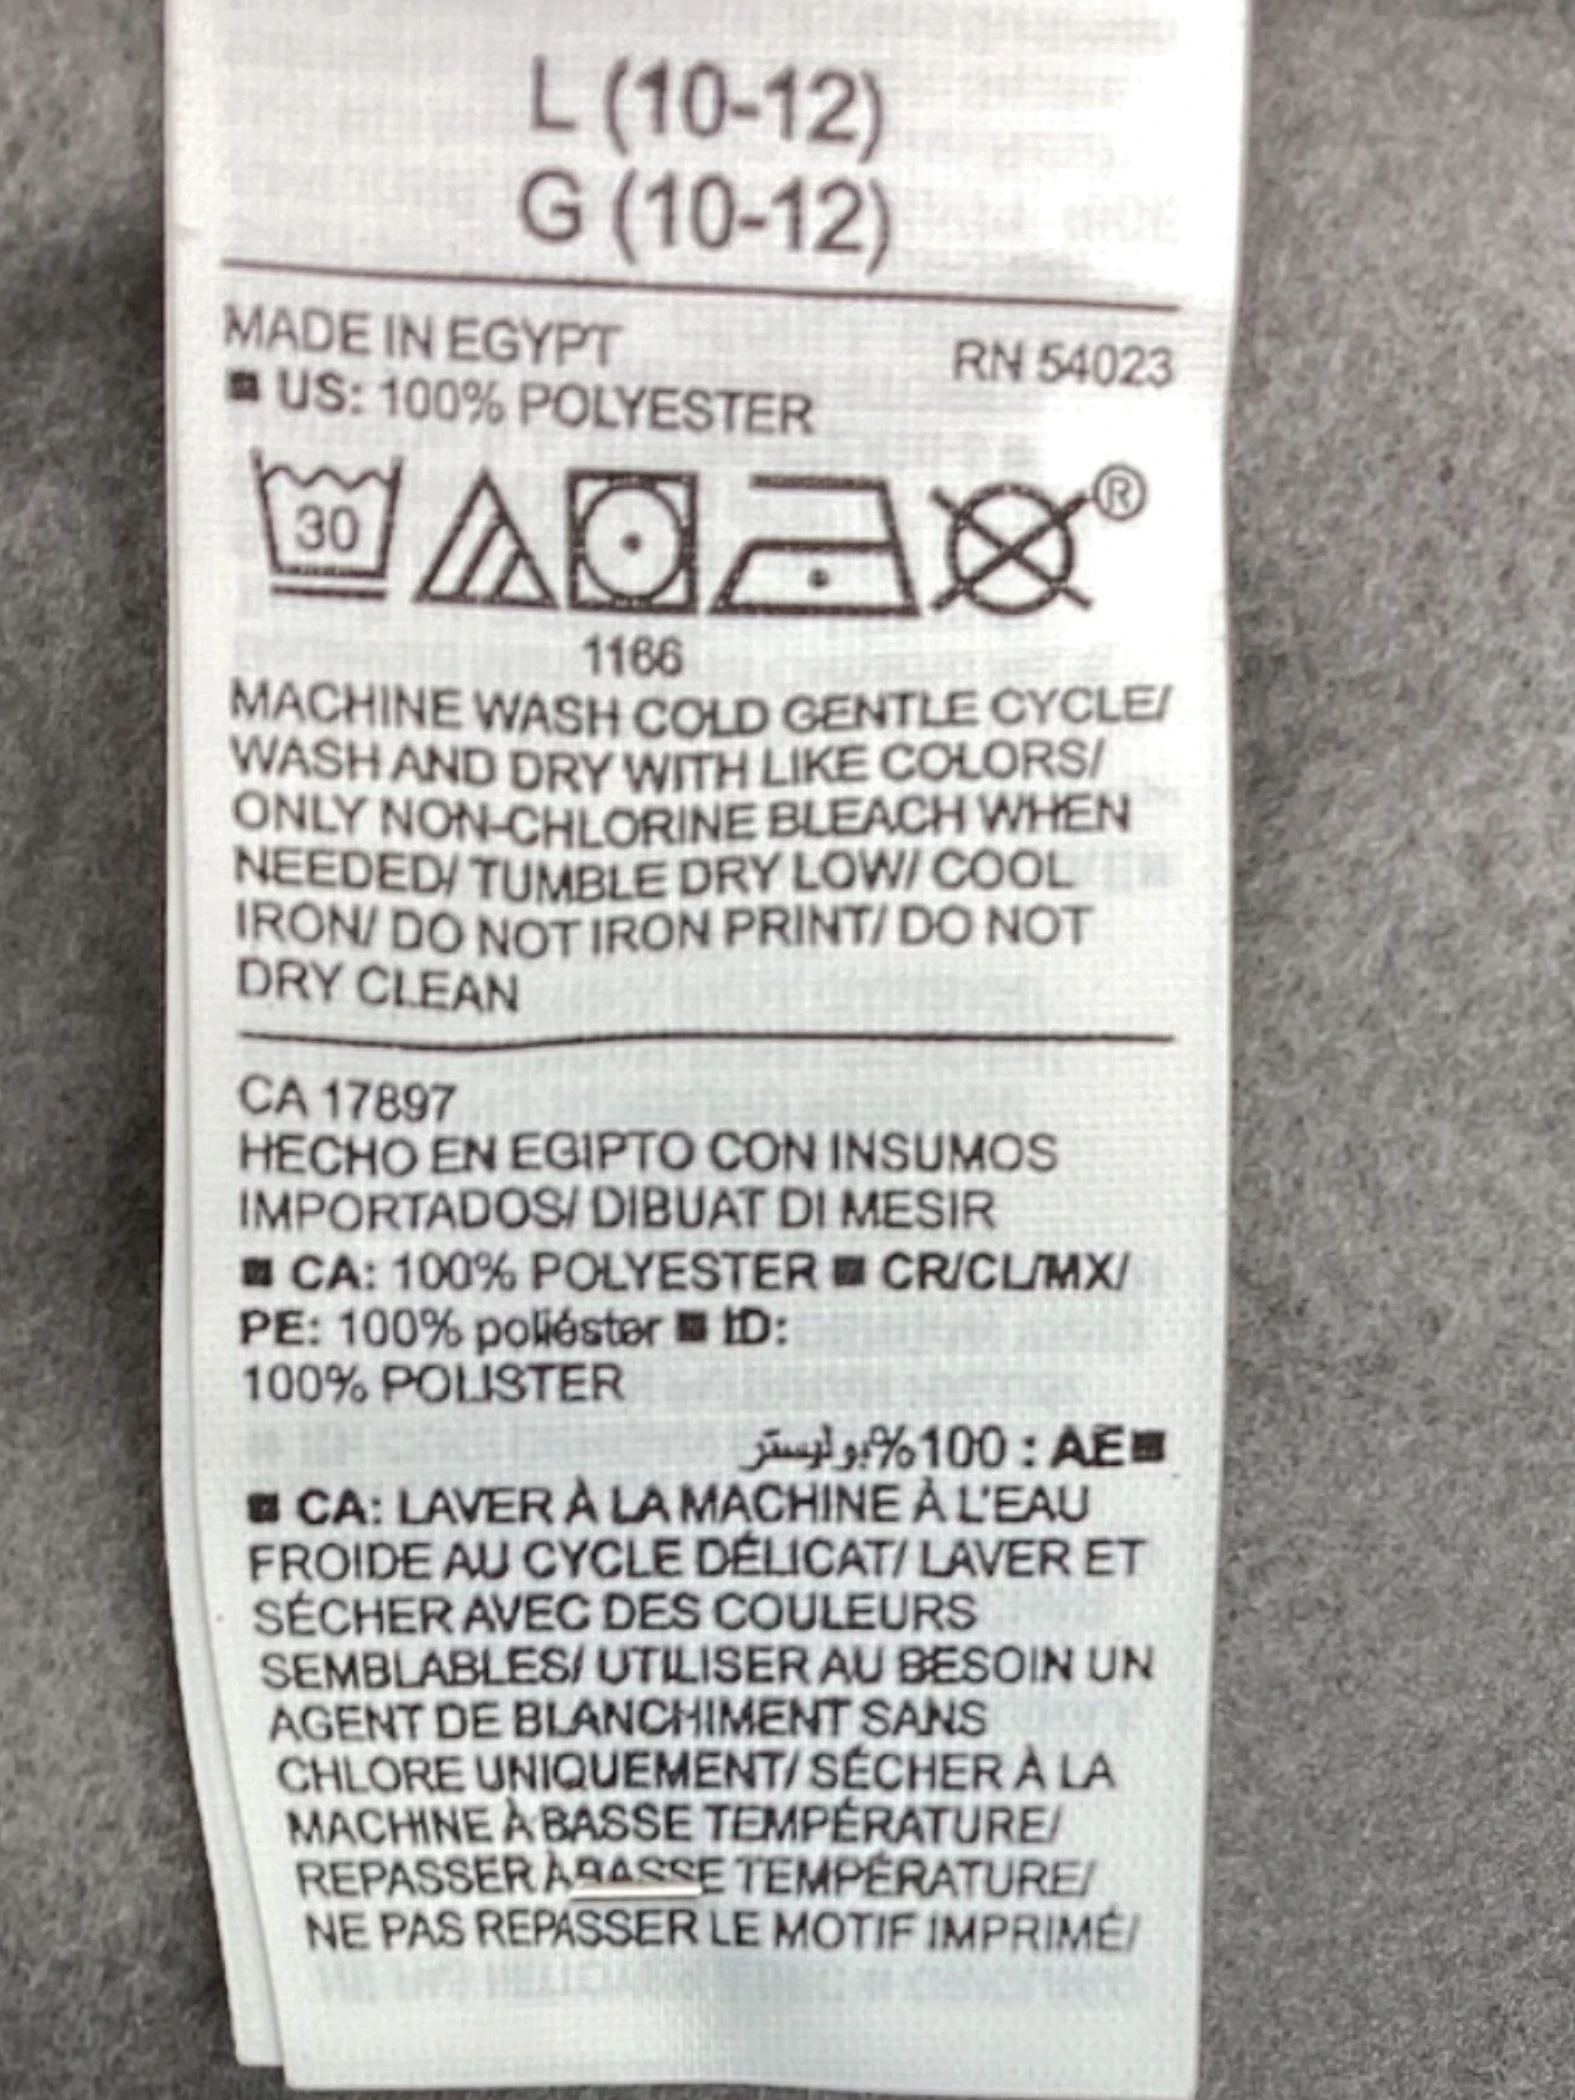 L (10-12)
G (10-12)
MADE IN EGYPT
RN 54023
■ US: 100% POLYESTER
30
®
1166
MACHINE WASH COLD GENTLE CYCLE/
WASH AND DRY WITH LIKE COLORS/
ONLY NON-CHLORINE BLEACH WHEN
NEEDED/ TUMBLE DRY LOW/ COOL
IRON/ DO NOT IRON PRINT/ DO NOT
DRY CLEAN
CA 17897
HECHO EN EGIPTO CON INSUMOS
IMPORTADOS/ DIBUAT DI MESIR
■ CA: 100% POLYESTER ■ CR/CL/MX/
PE: 100% poliéster ■ ID:
100% POLISTER
■AE : 100%بوليستر
■ CA: LAVER À LA MACHINE À L'EAU
FROIDE AU CYCLE DÉLICAT/ LAVER ET
SÉCHER AVEC DES COULEURS
SEMBLABLES/ UTILISER AU BESOIN UN
AGENT DE BLANCHIMENT SANS
CHLORE UNIQUEMENT/ SÉCHER À LA
MACHINE À BASSE TEMPÉRATURE/
REPASSER À BASSE TEMPÉRATURE/
NE PAS REPASSER LE MOTIF IMPRIMÉ/